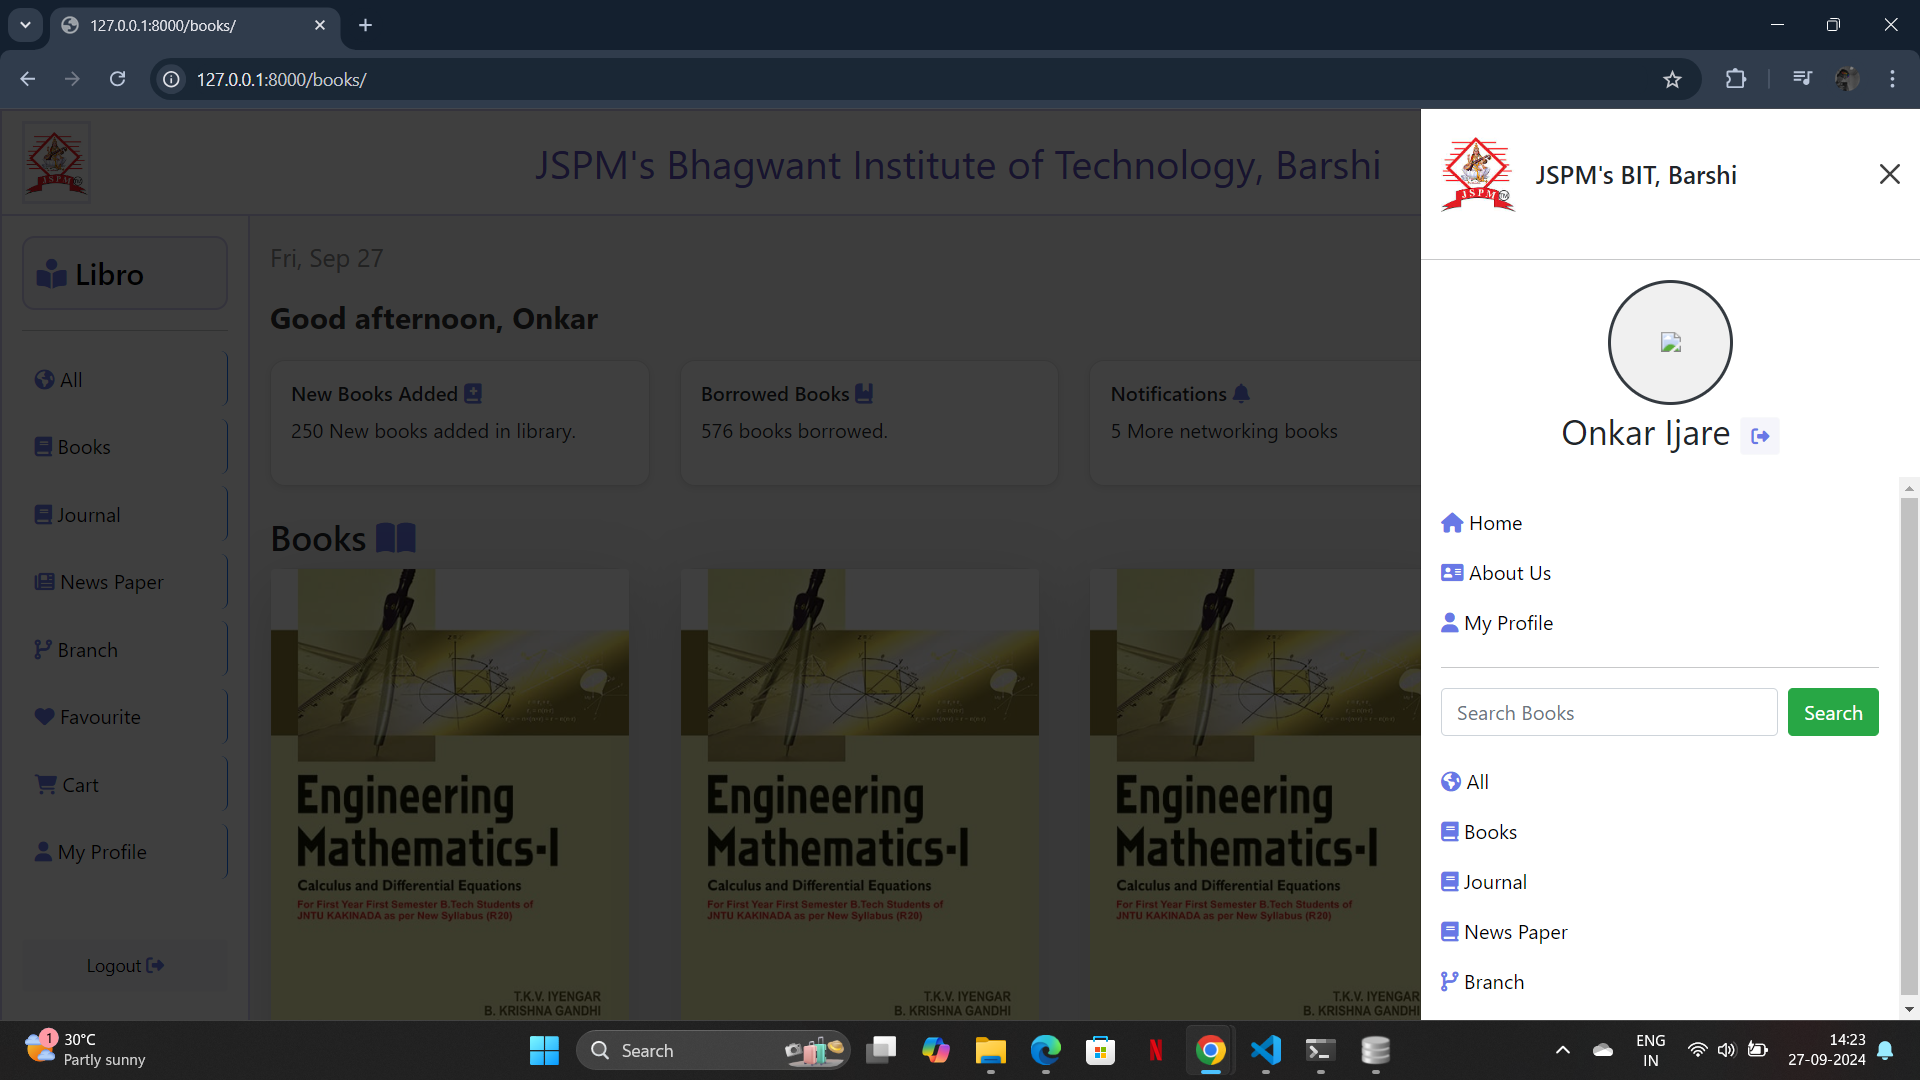 127.0.0.1:8000/books/
127.0.0.1:8000/books/
JSPM
JSPM's Bhagwant Institute of Technology, Barshi
Libro
All
Books
Journal
News Paper
Branch
Favourite
Cart
My Profile
Logout
Fri, Sep 27
Good afternoon, Onkar
New Books Added
250 New books added in library.
Borrowed Books
576 books borrowed.
Notifications
5 More networking books
Books
Engineering
Mathematics-I
Calculus and Differential Equations
For First Year First Semester B.Tech Students of
JNTU KAKINADA as per New Syllabus (R20)
T.K.V. IYENGAR
B. KRISHNA GANDHI
Engineering
Mathematics-I
Calculus and Differential Equations
For First Year First Semester B.Tech Students of
JNTU KAKINADA as per New Syllabus (R20)
T.K.V. IYENGAR
B. KRISHNA GANDHI
Engineering
Mathematics-I
Calculus and Differential Equations
For First Year First Semester B.Tech Students of
JNTU KAKINADA as per New Syllabus (R20)
T.K.V. IYENGAR
B. KRISHNA GANDHI
JSPM TM
JSPM's BIT, Barshi
Onkar Ijare
Home
About Us
My Profile
Search Books
Search
All
Books
Journal
News Paper
Branch
1
30°C
Partly sunny
Search
N
ENG
IN
14:23
27-09-2024